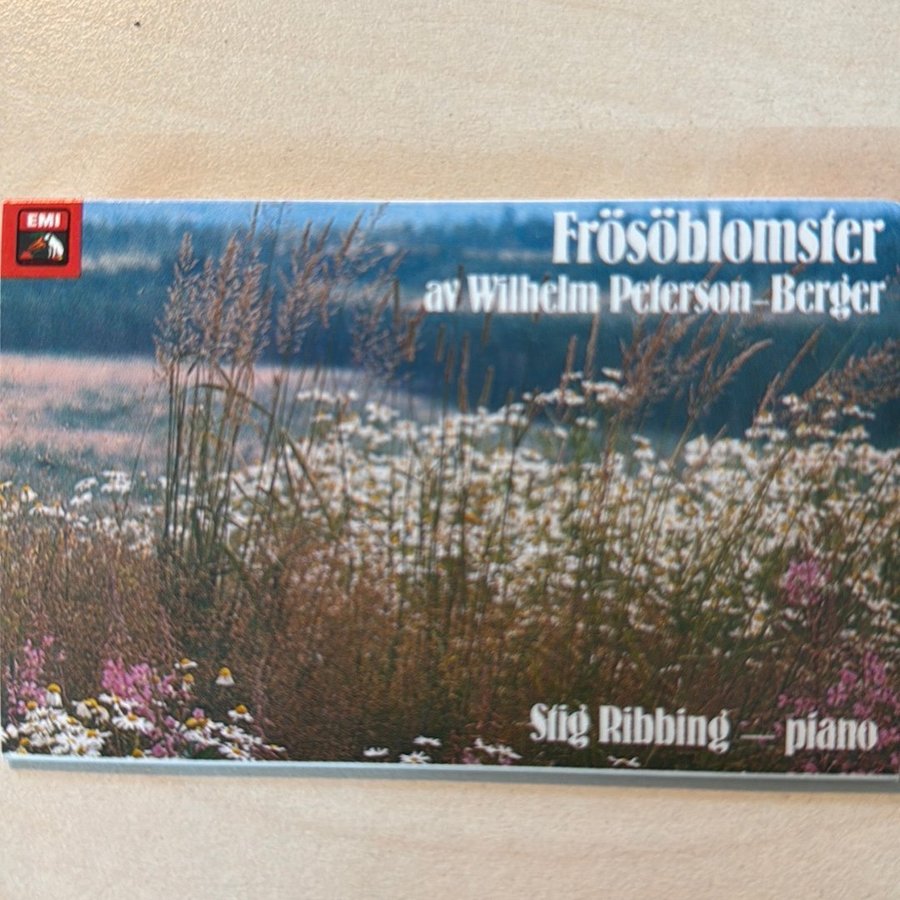 EMI
Frösöblomster
av Wilhelm Peterson-Berger
Stig Ribbing – piano